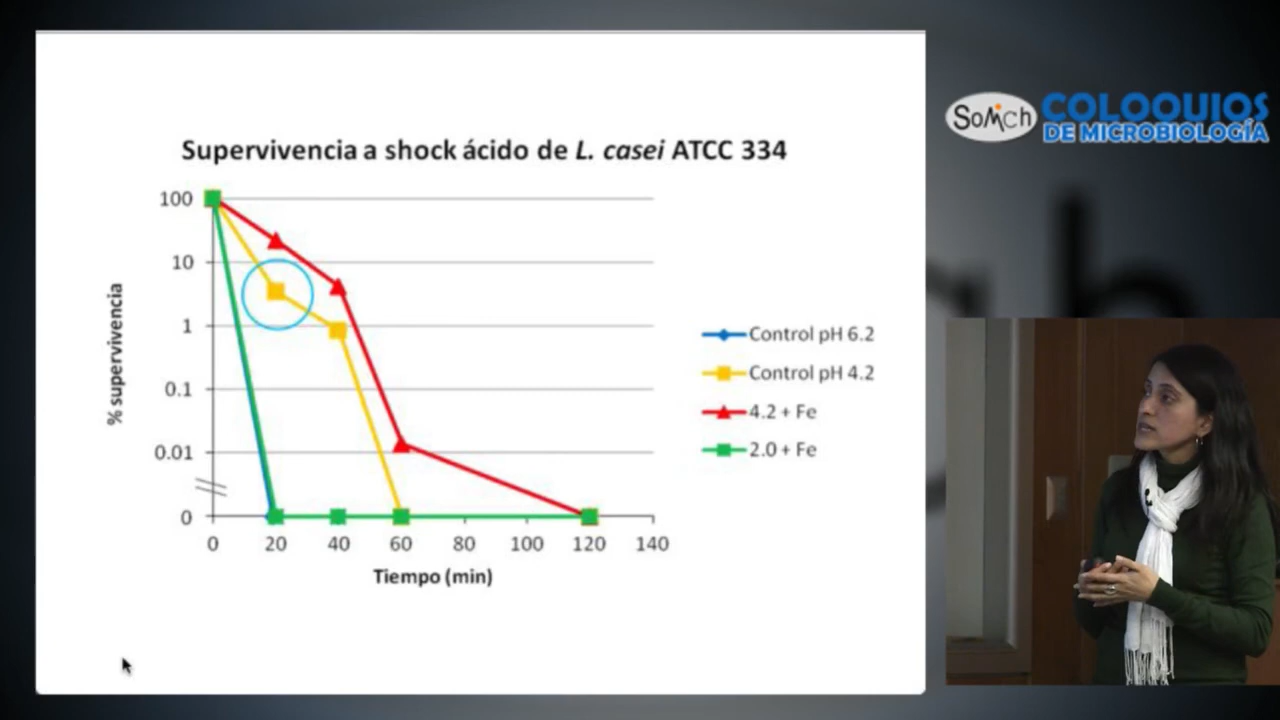 Supervivencia a shock ácido de L. casei ATCC 334
100
10
1
0.1
0.01
0
% supervivencia
0 20 40 60 80 100 120 140
Tiempo (min)
Control pH 6.2
Control pH 4.2
4.2 + Fe
2.0 + Fe
SoMich
COLOQUIOS
DE MICROBIOLOGÍA